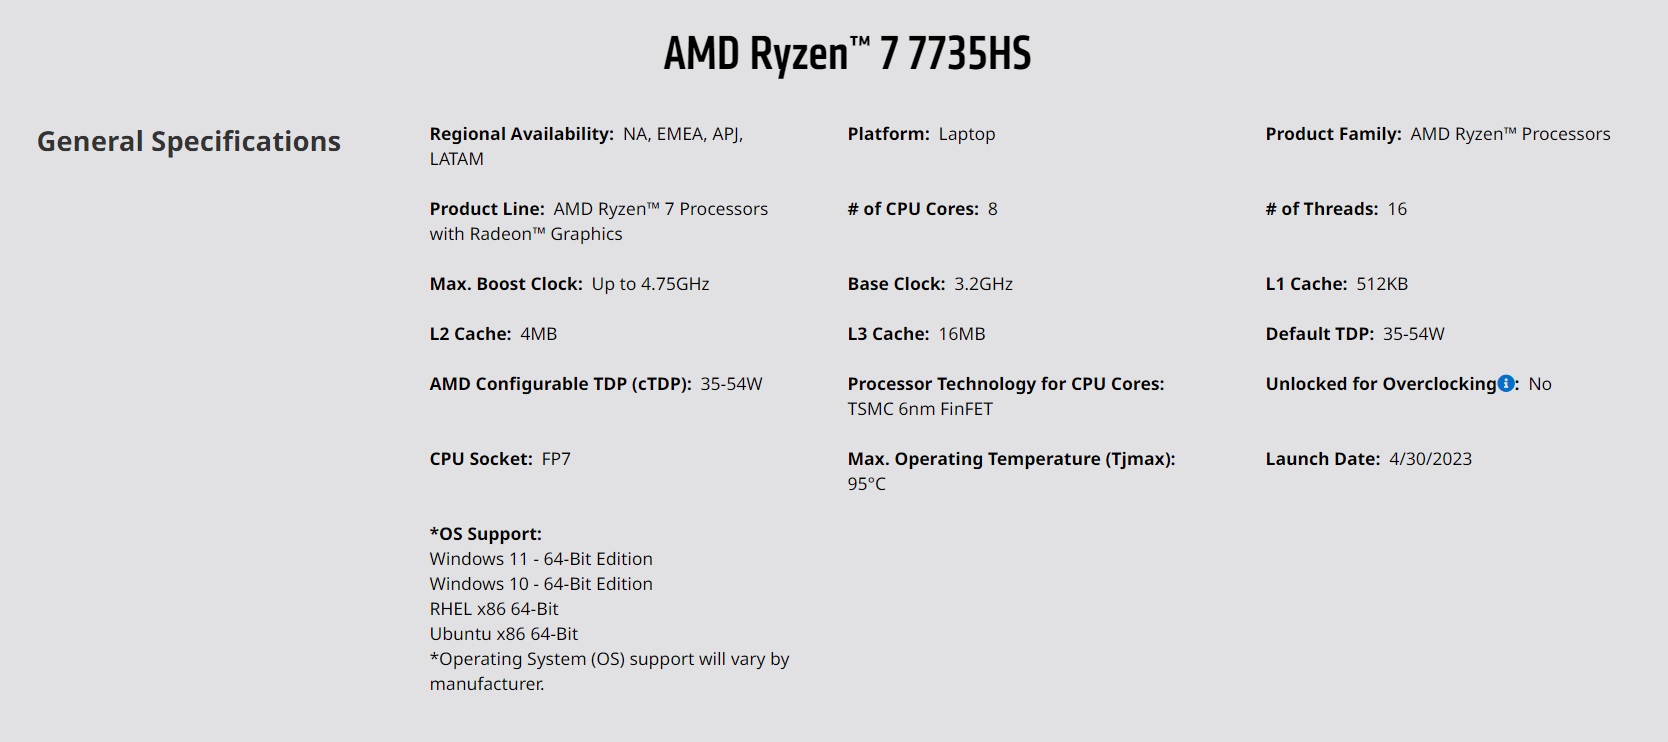 AMD Ryzen™ 7 7735HS
General Specifications
Regional Availability: NA, EMEA, APJ,
LATAM
Platform: Laptop
Product Family: AMD Ryzen™ Processors
Product Line: AMD Ryzen™ 7 Processors
with Radeon™ Graphics
# of CPU Cores: 8
# of Threads: 16
Max. Boost Clock: Up to 4.75GHz
Base Clock: 3.2GHz
L1 Cache: 512KB
L2 Cache: 4MB
L3 Cache: 16MB
Default TDP: 35-54W
AMD Configurable TDP (cTDP): 35-54W
Processor Technology for CPU Cores:
TSMC 6nm FinFET
Unlocked for Overclocking: No
CPU Socket: FP7
Max. Operating Temperature (Tjmax):
95°C
Launch Date: 4/30/2023
*OS Support:
Windows 11 - 64-Bit Edition
Windows 10 - 64-Bit Edition
RHEL x86 64-Bit
Ubuntu x86 64-Bit
*Operating System (OS) support will vary by
manufacturer.